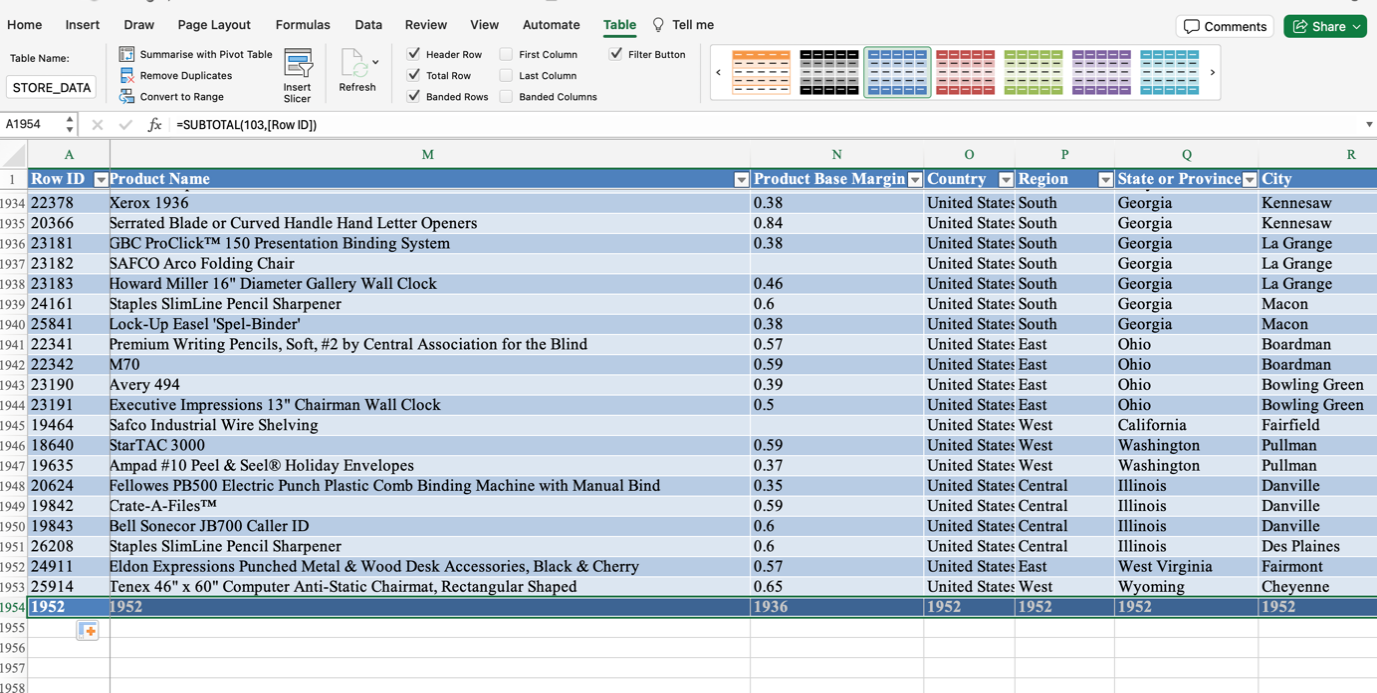 Home Insert Draw Page Layout Formulas Data Review View Automate Table Tell me Comments Share
Table Name:
STORE_DATA
Summarise with Pivot Table
Remove Duplicates
Convert to Range
Insert
Slicer
Refresh
Header Row First Column Filter Button
Total Row Last Column
Banded Rows Banded Columns
A1954 fx =SUBTOTAL(103,[Row ID])
A M N O P Q R
1 Row ID Product Name Product Base Margin Country Region State or Province City
1934 22378 Xerox 1936 0.38 United States South Georgia Kennesaw
1935 20366 Serrated Blade or Curved Handle Hand Letter Openers 0.84 United States South Georgia Kennesaw
1936 23181 GBC ProClick™ 150 Presentation Binding System 0.38 United States South Georgia La Grange
1937 23182 SAFCO Arco Folding Chair United States South Georgia La Grange
1938 23183 Howard Miller 16" Diameter Gallery Wall Clock 0.46 United States South Georgia La Grange
1939 24161 Staples SlimLine Pencil Sharpener 0.6 United States South Georgia Macon
1940 25841 Lock-Up Easel 'Spel-Binder' 0.38 United States South Georgia Macon
1941 22341 Premium Writing Pencils, Soft, #2 by Central Association for the Blind 0.57 United States East Ohio Boardman
1942 22342 M70 0.59 United States East Ohio Boardman
1943 23190 Avery 494 0.39 United States East Ohio Bowling Green
1944 23191 Executive Impressions 13" Chairman Wall Clock 0.5 United States East Ohio Bowling Green
1945 19464 Safco Industrial Wire Shelving United States West California Fairfield
1946 18640 StarTAC 3000 0.59 United States West Washington Pullman
1947 19635 Ampad #10 Peel & Seel® Holiday Envelopes 0.37 United States West Washington Pullman
1948 20624 Fellowes PB500 Electric Punch Plastic Comb Binding Machine with Manual Bind 0.35 United States Central Illinois Danville
1949 19842 Crate-A-Files™ 0.59 United States Central Illinois Danville
1950 19843 Bell Sonecor JB700 Caller ID 0.6 United States Central Illinois Danville
1951 26208 Staples SlimLine Pencil Sharpener 0.6 United States Central Illinois Des Plaines
1952 24911 Eldon Expressions Punched Metal & Wood Desk Accessories, Black & Cherry 0.57 United States East West Virginia Fairmont
1953 25914 Tenex 46" x 60" Computer Anti-Static Chairmat, Rectangular Shaped 0.65 United States West Wyoming Cheyenne
1954 1952 1952 1936 1952 1952 1952 1952
1955
1956
1957
1958